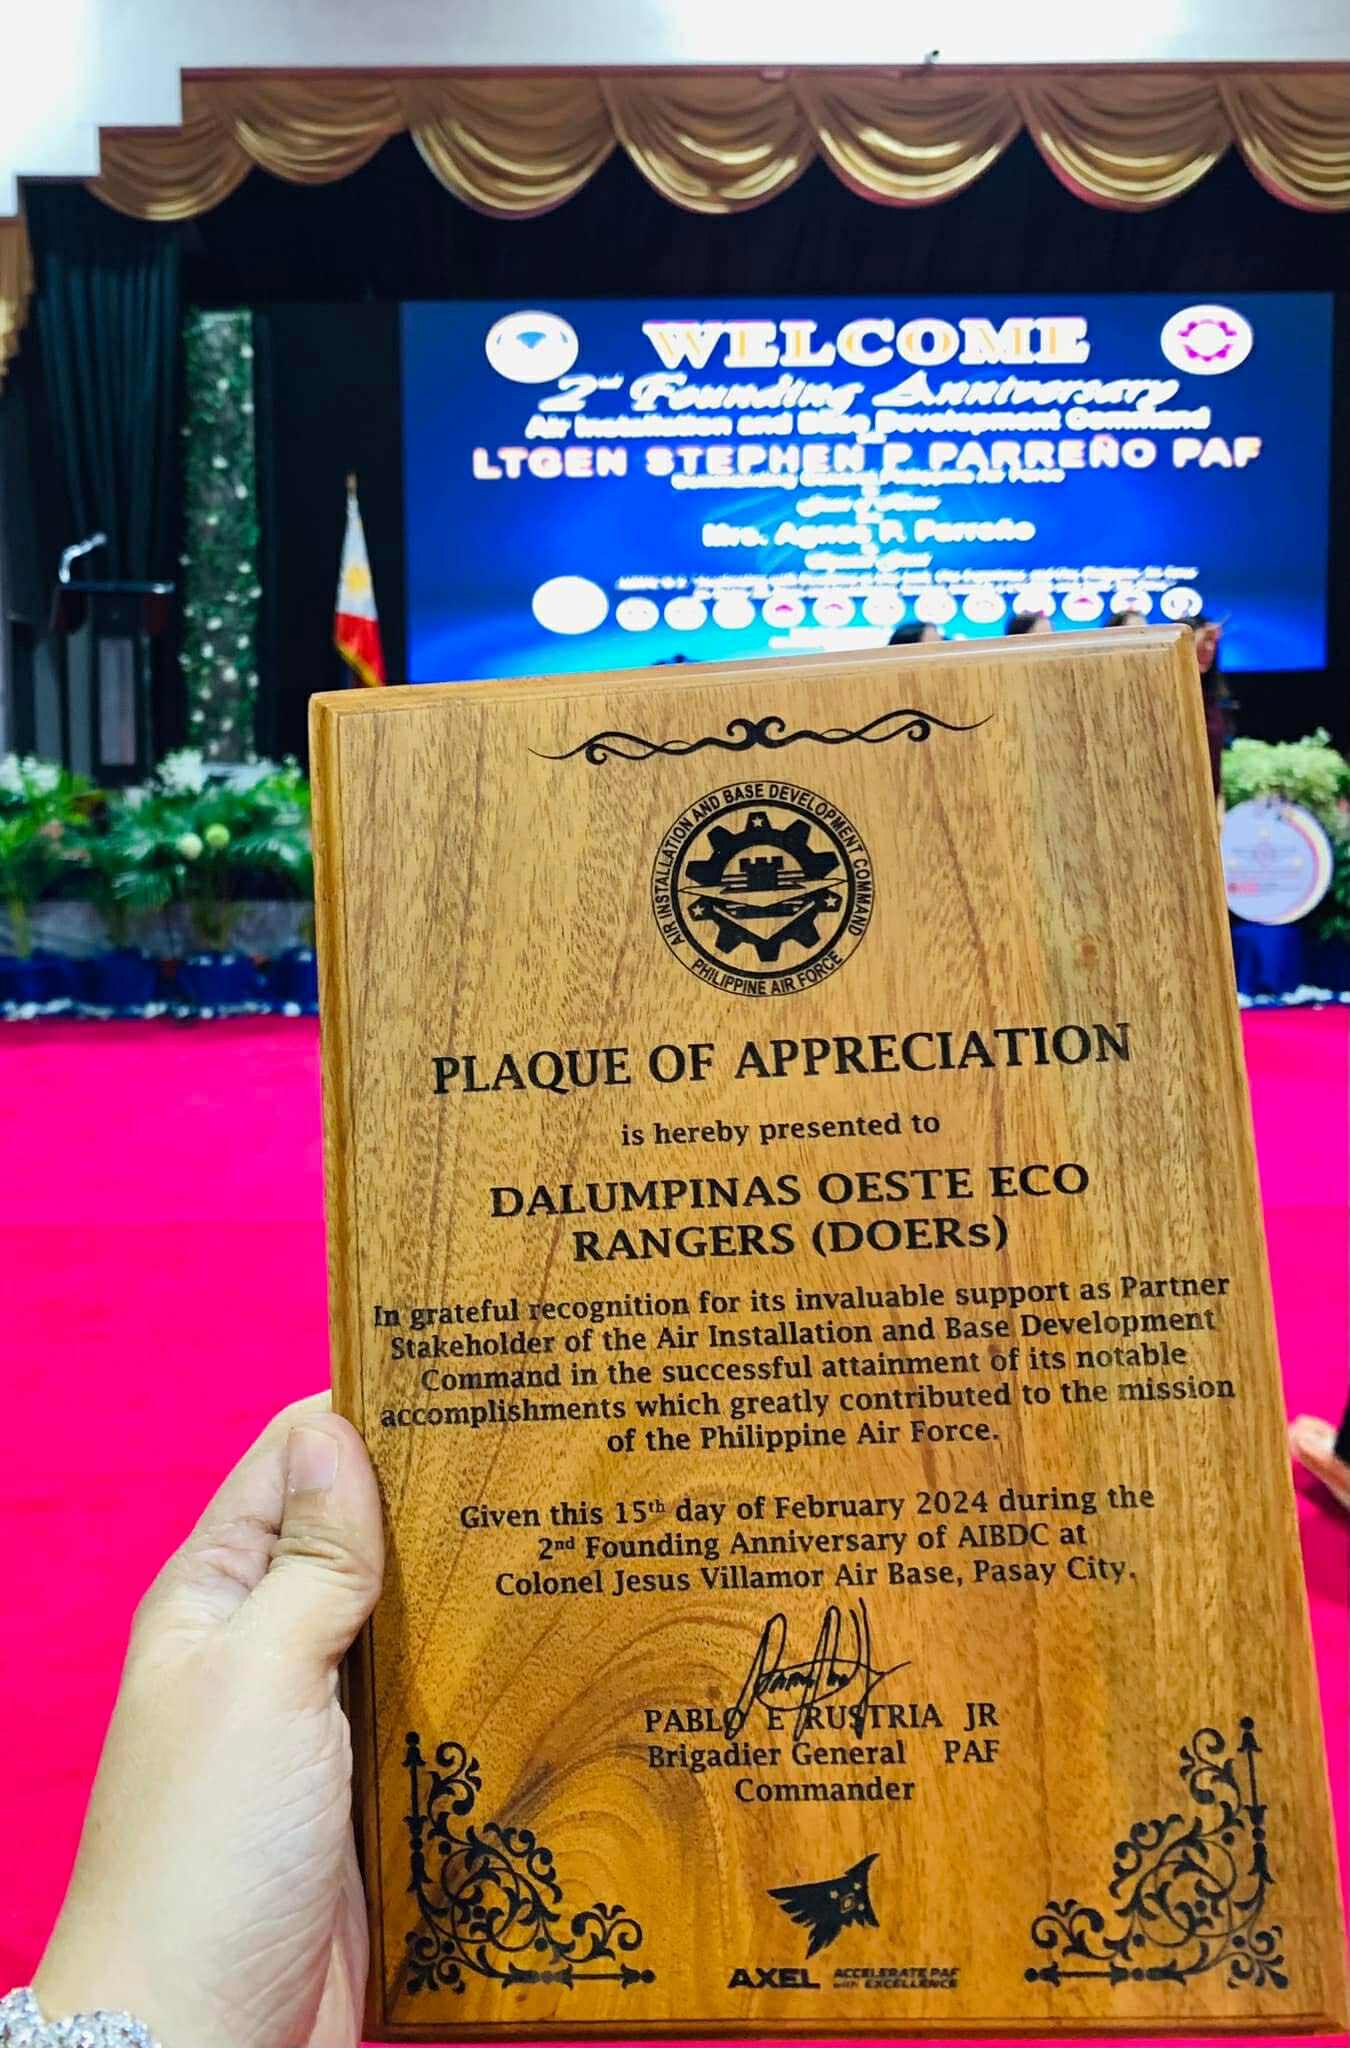 WELCOME
2nd Founding Anniversary
Air Installation and Base Development Command
LTGEN STEPHEN P PARREÑO PAF
Commanding General, Philippine Air Force
Mrs. Agnes P. Parreño
AIR INSTALLATION AND BASE DEVELOPMENT COMMAND
PHILIPPINE AIR FORCE
PLAQUE OF APPRECIATION
is hereby presented to
DALUMPINAS OESTE ECO
RANGERS (DOERs)
In grateful recognition for its invaluable support as Partner
Stakeholder of the Air Installation and Base Development
Command in the successful attainment of its notable
accomplishments which greatly contributed to the mission
of the Philippine Air Force.
Given this 15th day of February 2024 during the
2nd Founding Anniversary of AIBDC at
Colonel Jesus Villamor Air Base, Pasay City.
PABLO E RUSTRIA JR
Brigadier General PAF
Commander
AXEL ACCELERATE PAF
with EXCELLENCE